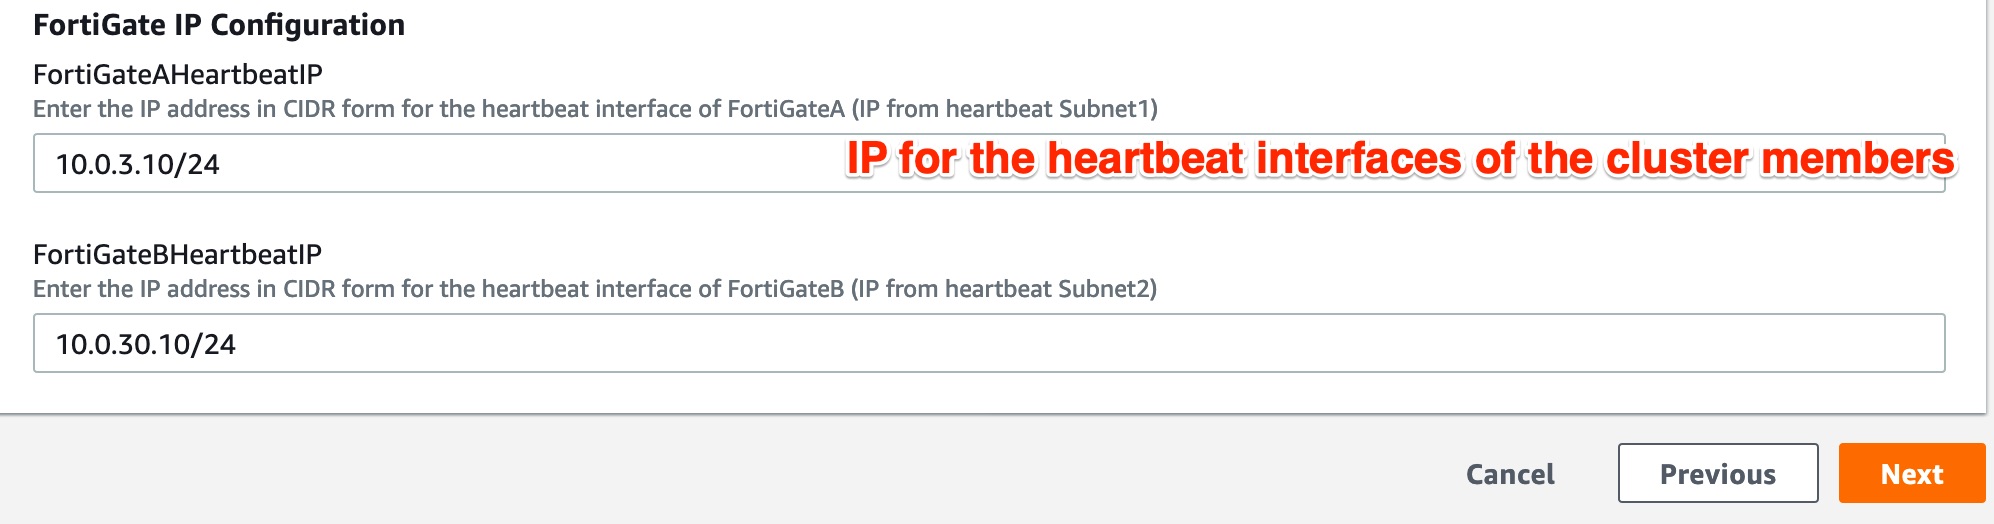 FortiGate IP Configuration
FortiGateAHeartbeatIP
Enter the IP address in CIDR form for the heartbeat interface of FortiGateA (IP from heartbeat Subnet1)
10.0.3.10/24
IP for the heartbeat interfaces of the cluster members
FortiGateBHeartbeatIP
Enter the IP address in CIDR form for the heartbeat interface of FortiGateB (IP from heartbeat Subnet2)
10.0.30.10/24
Cancel
Previous
Next